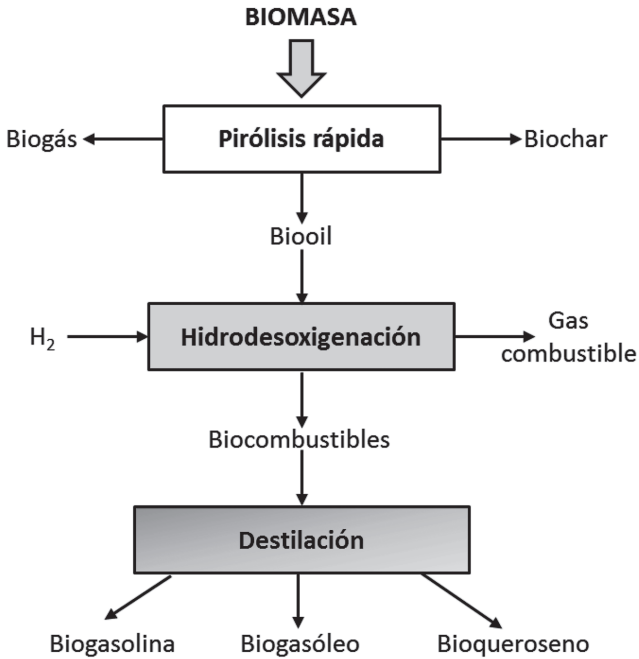 BIOMASA
Biogás
Pirólisis rápida
Biochar
Biooil
H₂
Hidrodesoxigenación
Gas
combustible
Biocombustibles
Destilación
Biogasolina
Biogasóleo
Bioqueroseno